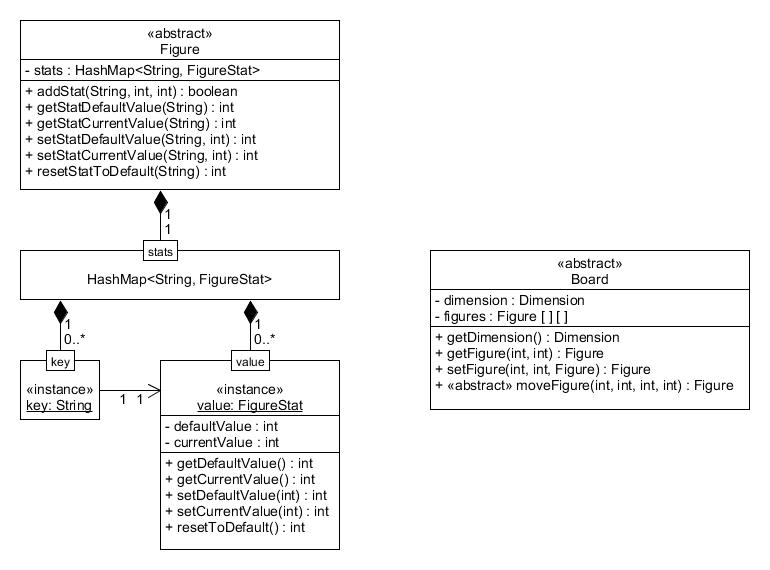 «abstract»
Figure
- stats : HashMap<String, FigureStat>
+ addStat(String, int, int) : boolean
+ getStatDefaultValue(String) : int
+ getStatCurrentValue(String) : int
+ setStatDefaultValue(String, int) : int
+ setStatCurrentValue(String, int) : int
+ resetStatToDefault(String) : int
1
1
stats
HashMap<String, FigureStat>
1
0..*
1
0..*
key
«instance»
key: String
1 1
value
«instance»
value: FigureStat
- defaultValue : int
- currentValue : int
+ getDefaultValue() : int
+ getCurrentValue() : int
+ setDefaultValue(int) : int
+ setCurrentValue(int) : int
+ resetToDefault() : int
«abstract»
Board
- dimension : Dimension
- figures : Figure [ ] [ ]
+ getDimension() : Dimension
+ getFigure(int, int) : Figure
+ setFigure(int, int, Figure) : Figure
+ «abstract» moveFigure(int, int, int, int) : Figure